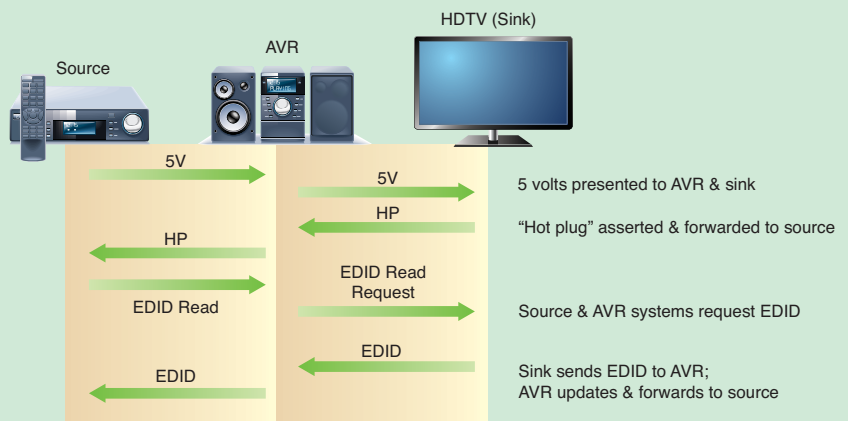 HDTV (Sink)
AVR
Source
5V
5V
5 volts presented to AVR & sink
HP
“Hot plug” asserted & forwarded to source
HP
EDID Read
Request
EDID Read
Source & AVR systems request EDID
EDID
Sink sends EDID to AVR;
EDID
AVR updates & forwards to source